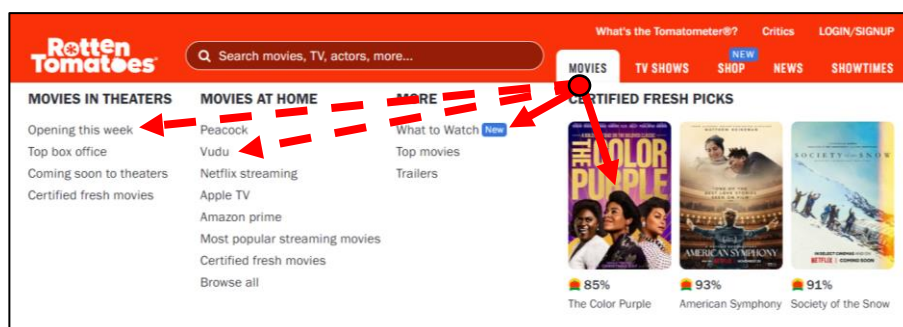 What's the Tomatometer®? Critics LOGIN/SIGNUP
Rotten
Tomatoes
Search movies, TV, actors, more...
NEW
MOVIES TV SHOWS SHOP NEWS SHOWTIMES
MOVIES IN THEATERS
Opening this week
Top box office
Coming soon to theaters
Certified fresh movies
MOVIES AT HOME
Peacock
Vudu
Netflix streaming
Apple TV
Amazon prime
Most popular streaming movies
Certified fresh movies
Browse all
MORE
What to Watch New
Top movies
Trailers
CERTIFIED FRESH PICKS
THE COLOR
PURPLE
85%
The Color Purple
AMERICAN SYMPHONY
NETFLIX
93%
American Symphony
SOCIETY OF THE SNOW
NETFLIX COMING SOON
91%
Society of the Snow